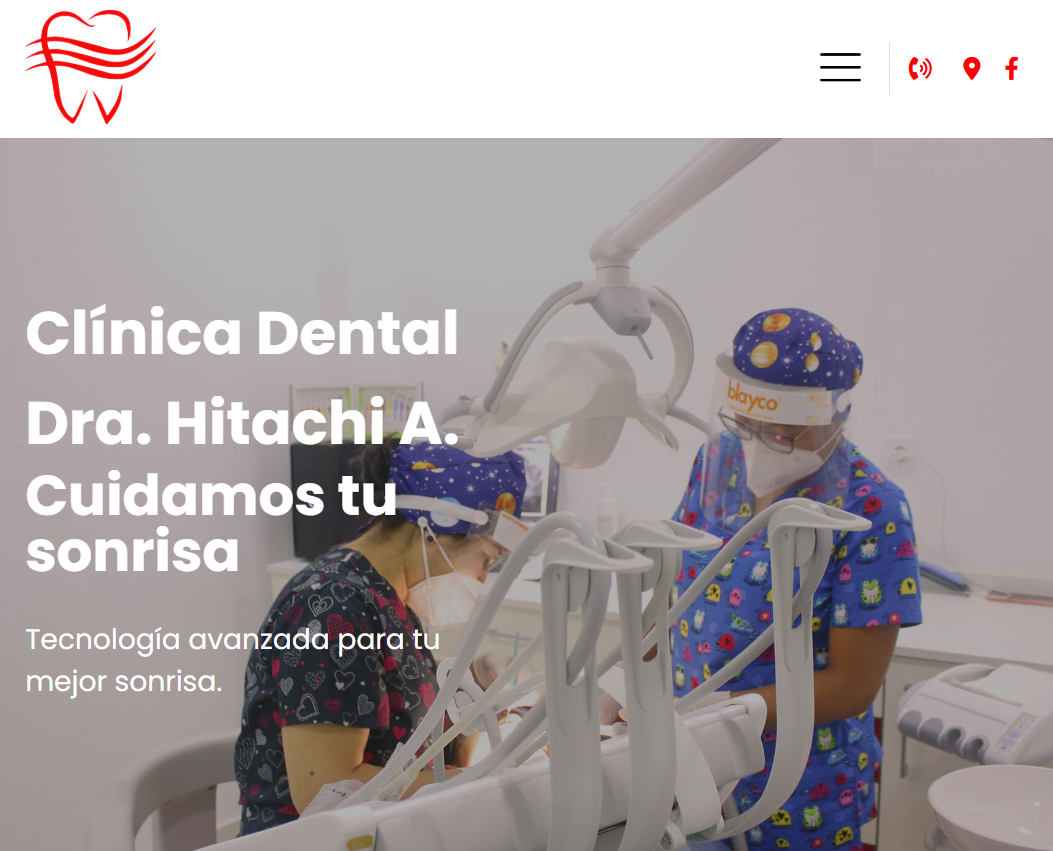 Clínica Dental
Dra. Hitachi A.
Cuidamos tu
sonrisa
Tecnología avanzada para tu
mejor sonrisa.
blayco